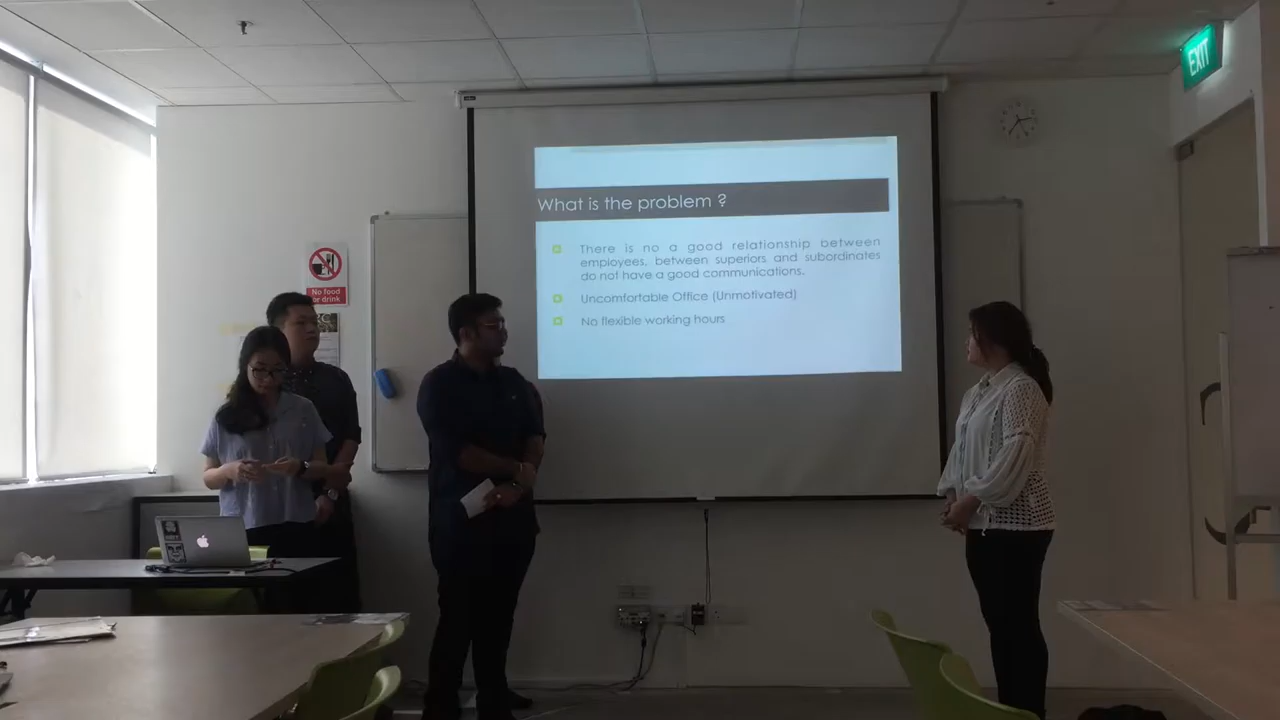 EXIT
What is the problem ?
There is no a good relationship between
employees, between superiors and subordinates
do not have a good communications.
Uncomfortable Office (Unmotivated)
No flexible working hours
No food
or drink